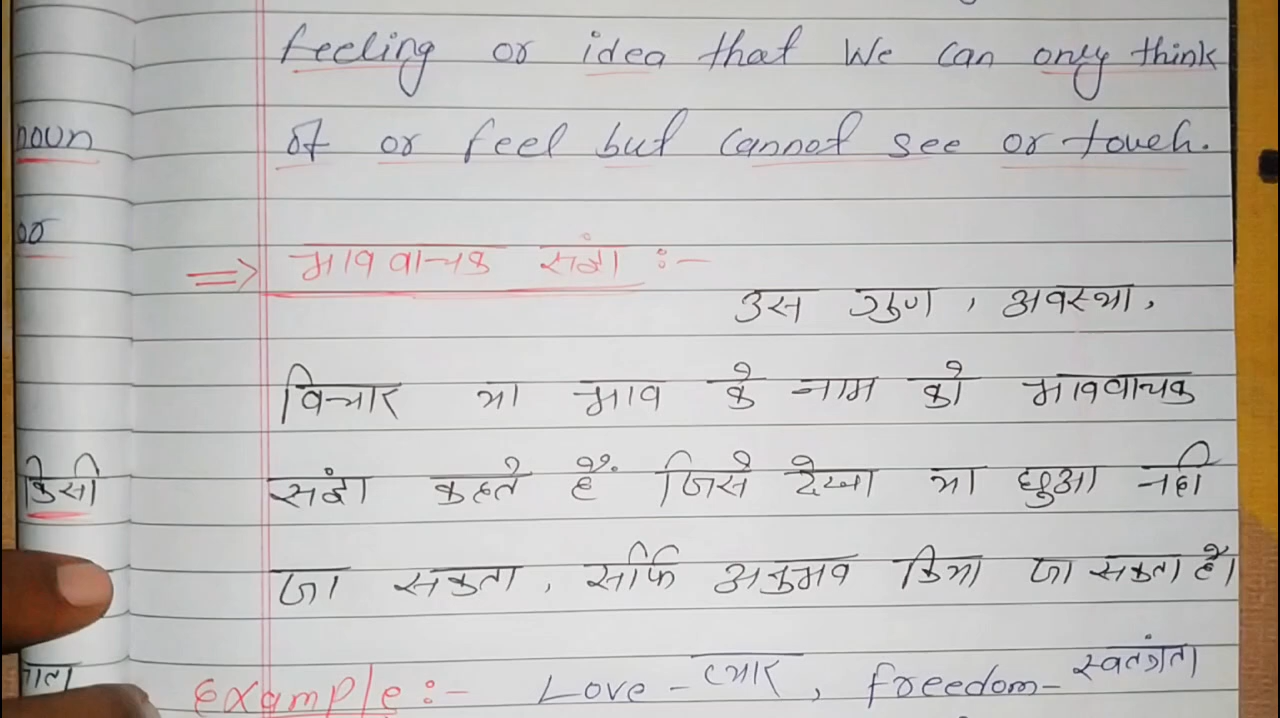 feeling or idea that we can only think
noun of or feel but cannot see or touch.
or
⇒ भाववाचक संज्ञा :-
उस गुण, अवस्था,
विचार या भाव के नाम को भाववाचक
किसी संज्ञा कहते हैं जिसे देखा या छुआ नही
जा सकता, सिर्फ अनुभव किया जा सकता है।
Example:- Love - प्यार, freedom - स्वतंत्रता